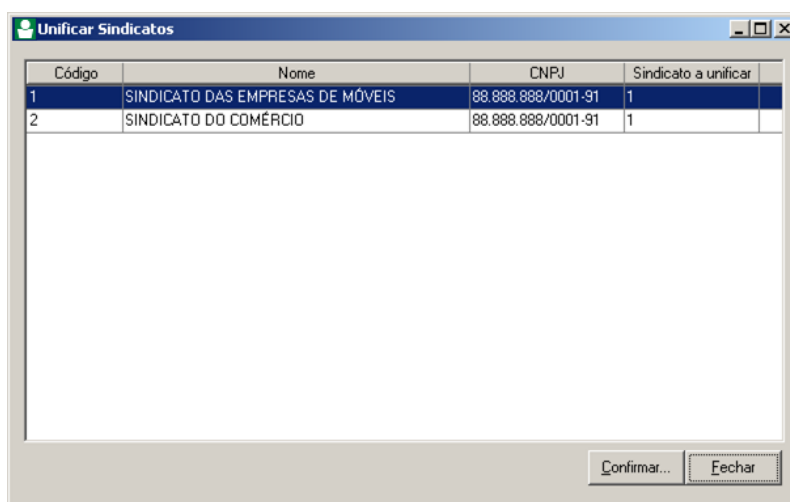 Unificar Sindicatos
Código Nome CNPJ Sindicato a unificar
1 SINDICATO DAS EMPRESAS DE MÓVEIS 88.888.888/0001-91 1
2 SINDICATO DO COMÉRCIO 88.888.888/0001-91 1
Confirmar... Fechar